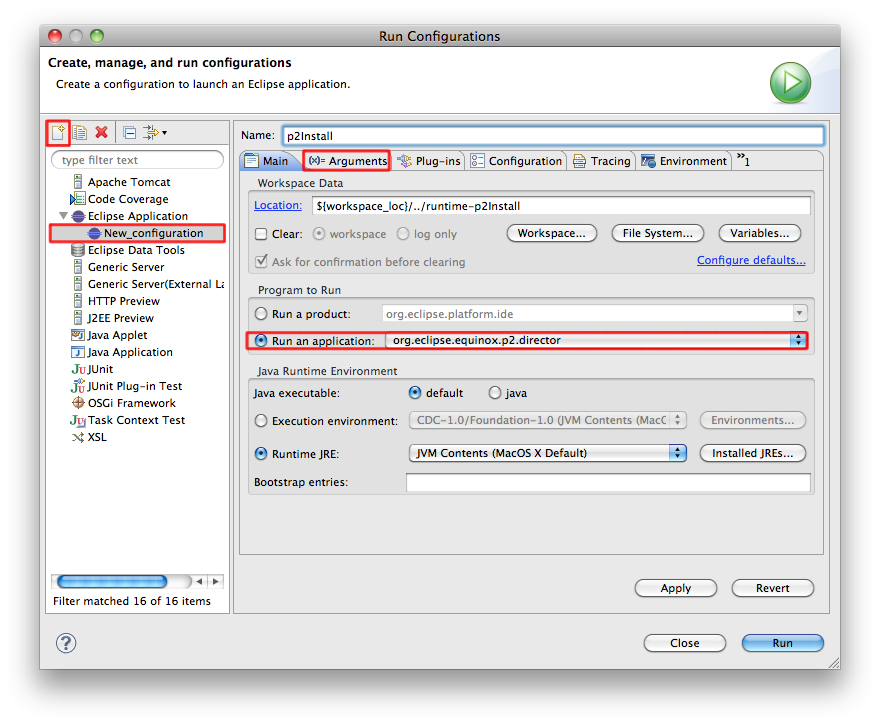 Run Configurations
Create, manage, and run configurations
Create a configuration to launch an Eclipse application.
type filter text
Apache Tomcat
Code Coverage
Eclipse Application
New_configuration
Eclipse Data Tools
Generic Server
Generic Server(External La
HTTP Preview
J2EE Preview
Java Applet
Java Application
JUnit
JUnit Plug-in Test
OSGi Framework
Task Context Test
XSL
Filter matched 16 of 16 items
Name: p2Install
Main (x)= Arguments Plug-ins Configuration Tracing Environment »1
Workspace Data
Location: ${workspace_loc}/../runtime-p2Install
Clear: workspace log only Workspace... File System... Variables...
Ask for confirmation before clearing Configure defaults...
Program to Run
Run a product: org.eclipse.platform.ide
Run an application: org.eclipse.equinox.p2.director
Java Runtime Environment
Java executable: default java
Execution environment: CDC-1.0/Foundation-1.0 (JVM Contents (MacO Environments...
Runtime JRE: JVM Contents (MacOS X Default) Installed JREs...
Bootstrap entries:
Apply Revert
? Close Run